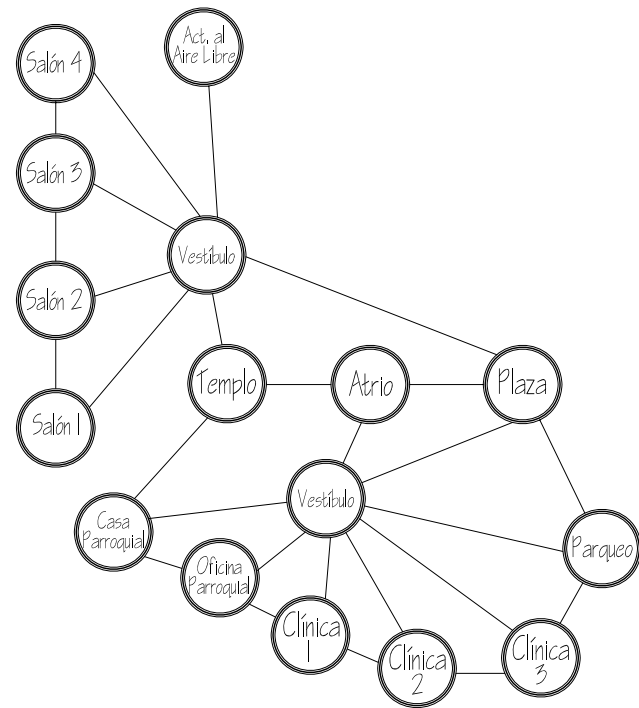 Act. al
Aire Libre
Salón 4
Salón 3
Vestíbulo
Salón 2
Templo
Atrio
Plaza
Salón 1
Vestíbulo
Casa
Parroquial
Parqueo
Oficina
Parroquial
Clínica
1
Clínica
2
Clínica
3